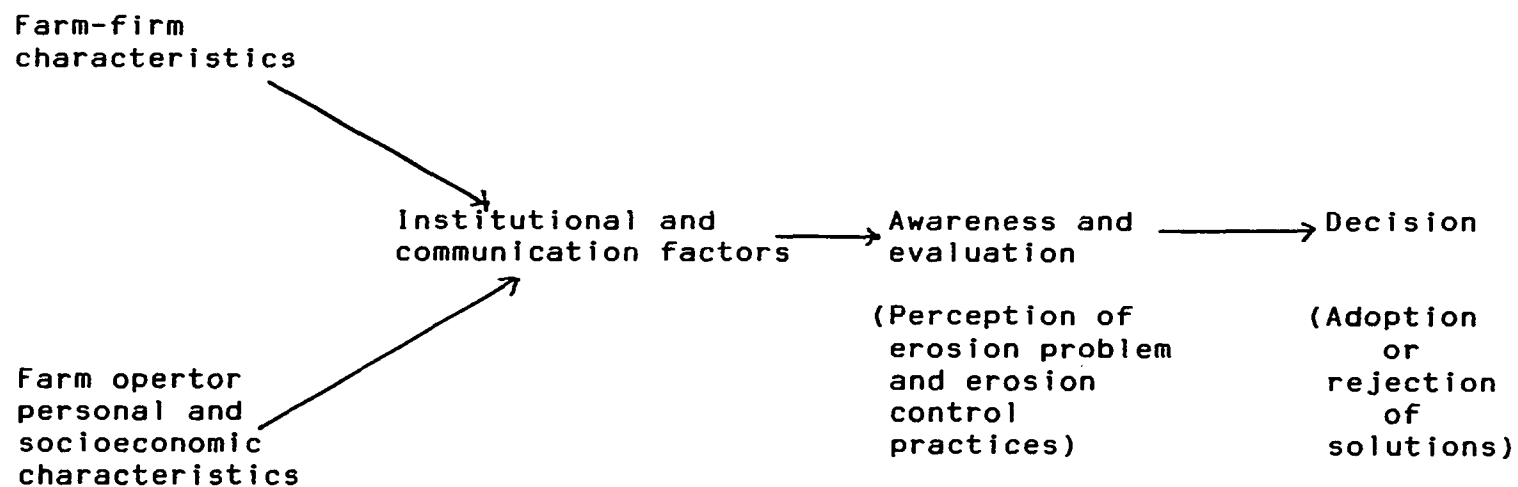 Farm-firm
characteristics
Institutional and
communication factors
Awareness and
evaluation
(Perception of
erosion problem
and erosion
control
practices)
Decision
(Adoption
or
rejection
of
solutions)
Farm opertor
personal and
socioeconomic
characteristics